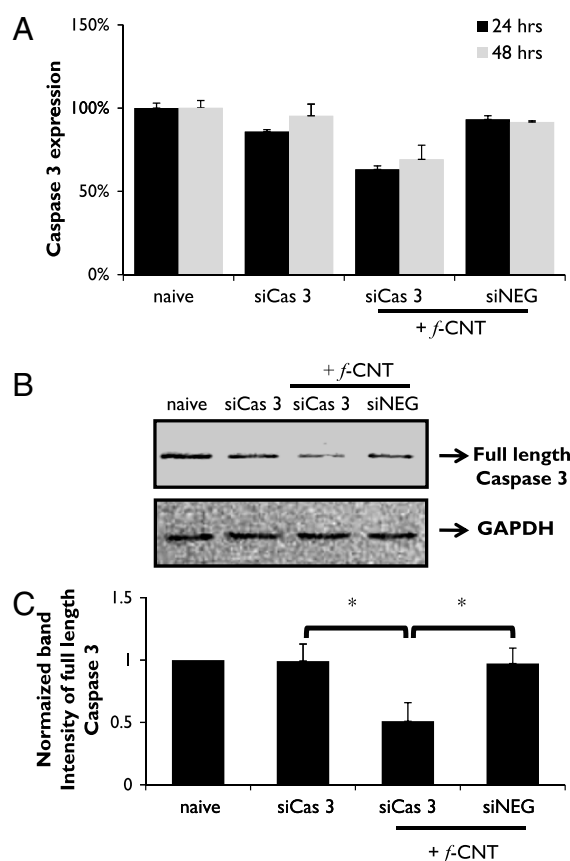 A
150%
24 hrs
48 hrs
100%
50%
0%
Caspase 3 expression
naive siCas 3 siCas 3 siNEG
+ f-CNT
B
+ f-CNT
naive siCas 3 siCas 3 siNEG
Full length
Caspase 3
GAPDH
C
1.5
* *
1
0.5
0
Normaized band
Intensity of full length
Caspase 3
naive siCas 3 siCas 3 siNEG
+ f-CNT